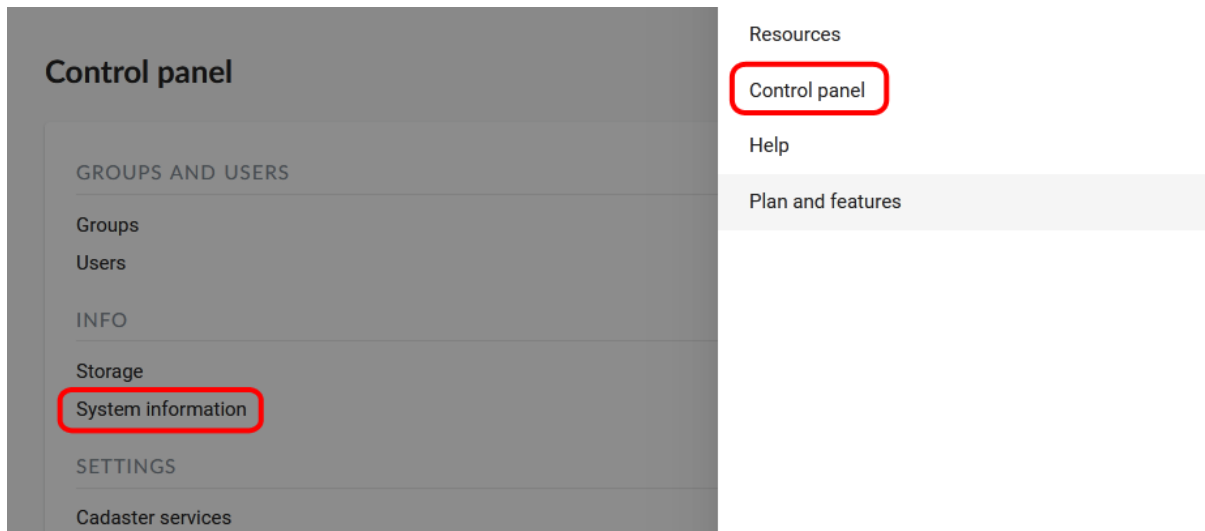 Control panel
GROUPS AND USERS
Groups
Users
INFO
Storage
System information
SETTINGS
Cadaster services
Resources
Control panel
Help
Plan and features